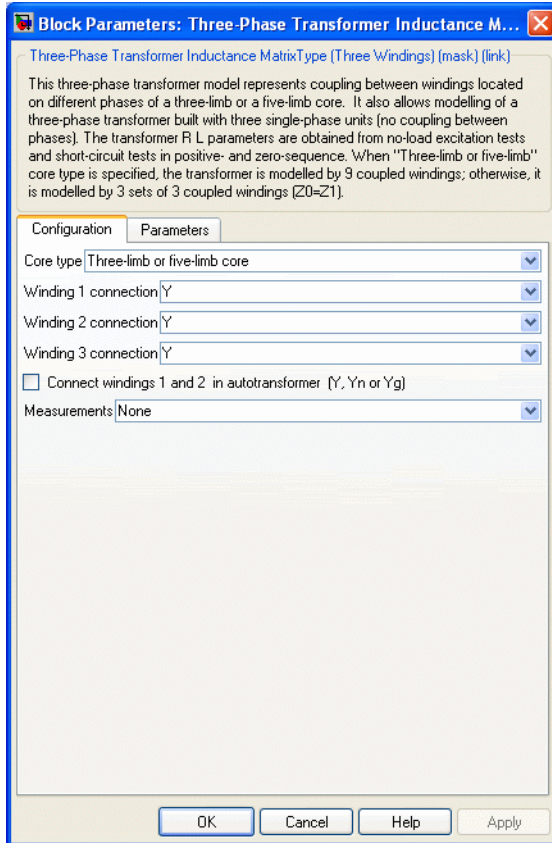 Block Parameters: Three-Phase Transformer Inductance M...
Three-Phase Transformer Inductance MatrixType (Three Windings) (mask) (link)
This three-phase transformer model represents coupling between windings located
on different phases of a three-limb or a five-limb core. It also allows modelling of a
three-phase transformer built with three single-phase units (no coupling between
phases). The transformer R L parameters are obtained from no-load excitation tests
and short-circuit tests in positive- and zero-sequence. When "Three-limb or five-limb"
core type is specified, the transformer is modelled by 9 coupled windings; otherwise, it
is modelled by 3 sets of 3 coupled windings (Z0=Z1).
Configuration Parameters
Core type Three-limb or five-limb core
Winding 1 connection Y
Winding 2 connection Y
Winding 3 connection Y
Connect windings 1 and 2 in autotransformer (Y, Yn or Yg)
Measurements None
OK Cancel Help Apply